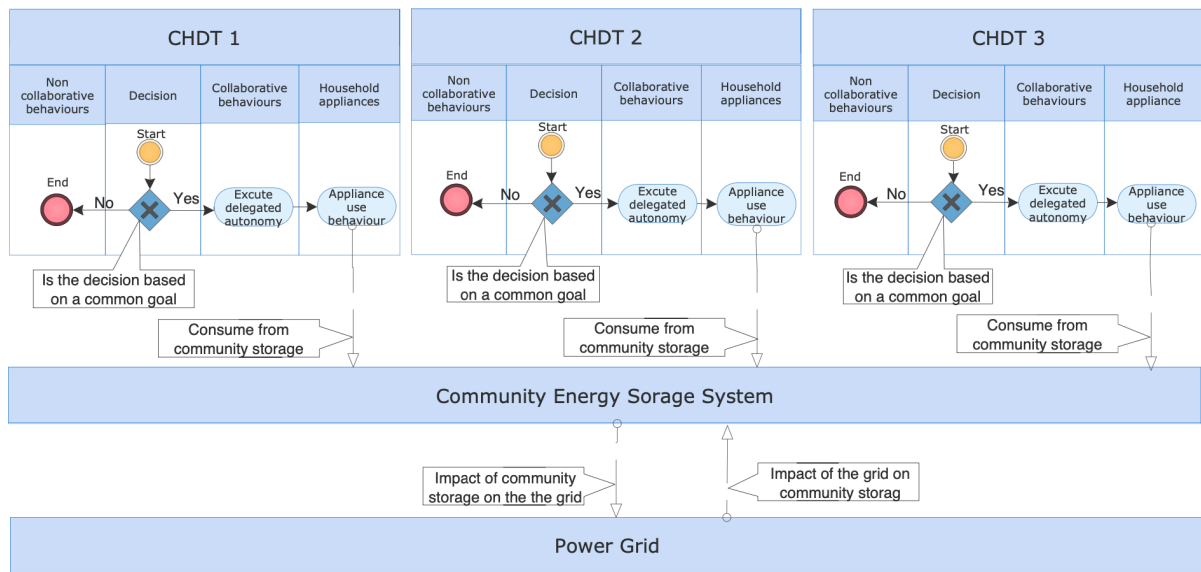 CHDT 1
CHDT 2
CHDT 3
Non
collaborative
behaviours
Decision
Collaborative
behaviours
Household
appliances
Non
collaborative
behaviours
Decision
Collaborative
behaviours
Household
appliances
Non
collaborative
behaviours
Decision
Collaborative
behaviours
Household
appliances
Start
End
No
Yes
Excute
delegated
autonomy
Appliance
use
behaviour
Is the decision based
on a common goal
Consume from
community storage
Start
End
No
Yes
Excute
delegated
autonomy
Appliance
use
behaviour
Is the decision based
on a common goal
Consume from
community storage
Start
End
No
Yes
Excute
delegated
autonomy
Appliance
use
behaviour
Is the decision based
on a common goal
Consume from
community storage
Community Energy Sorage System
Impact of community
storage on the the grid
Impact of the grid on
community storag
Power Grid